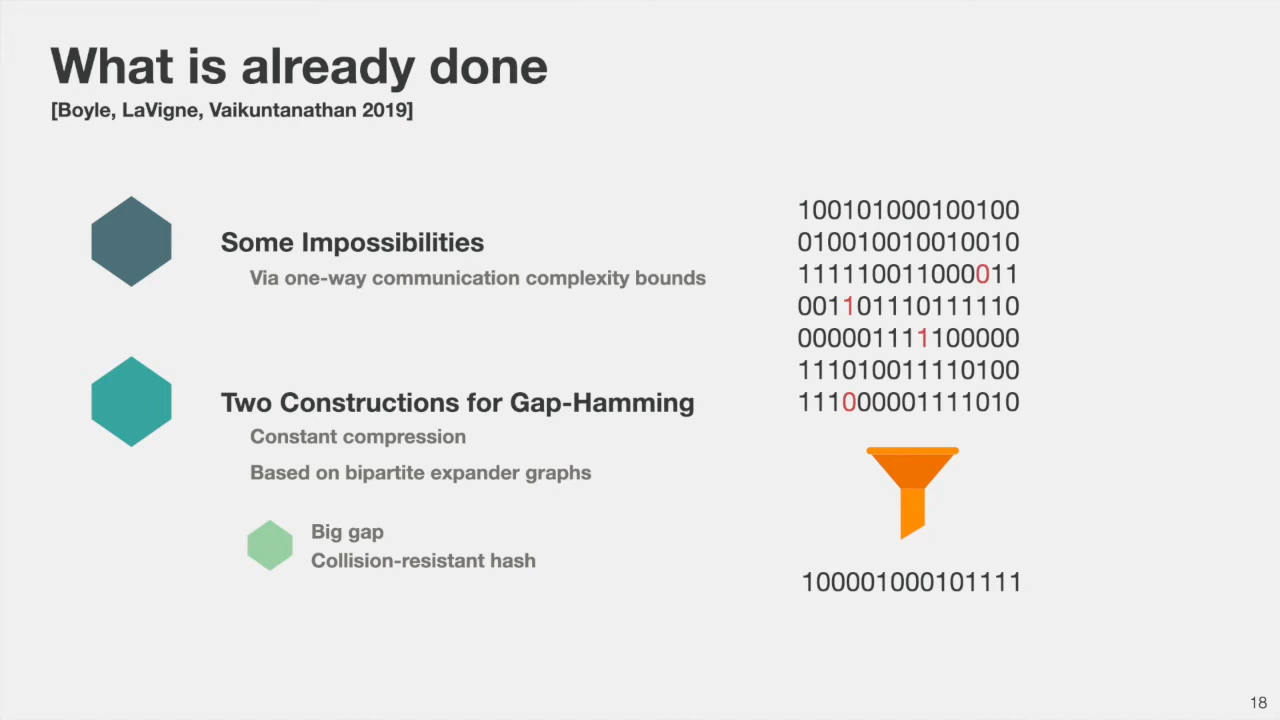 What is already done
[Boyle, LaVigne, Vaikuntanathan 2019]
Some Impossibilities
Via one-way communication complexity bounds
Two Constructions for Gap-Hamming
Constant compression
Based on bipartite expander graphs
Big gap
Collision-resistant hash
100101000100100
010010010010010
111110011000011
001101110111110
000001111100000
111010011110100
111000001111010
100001000101111
18